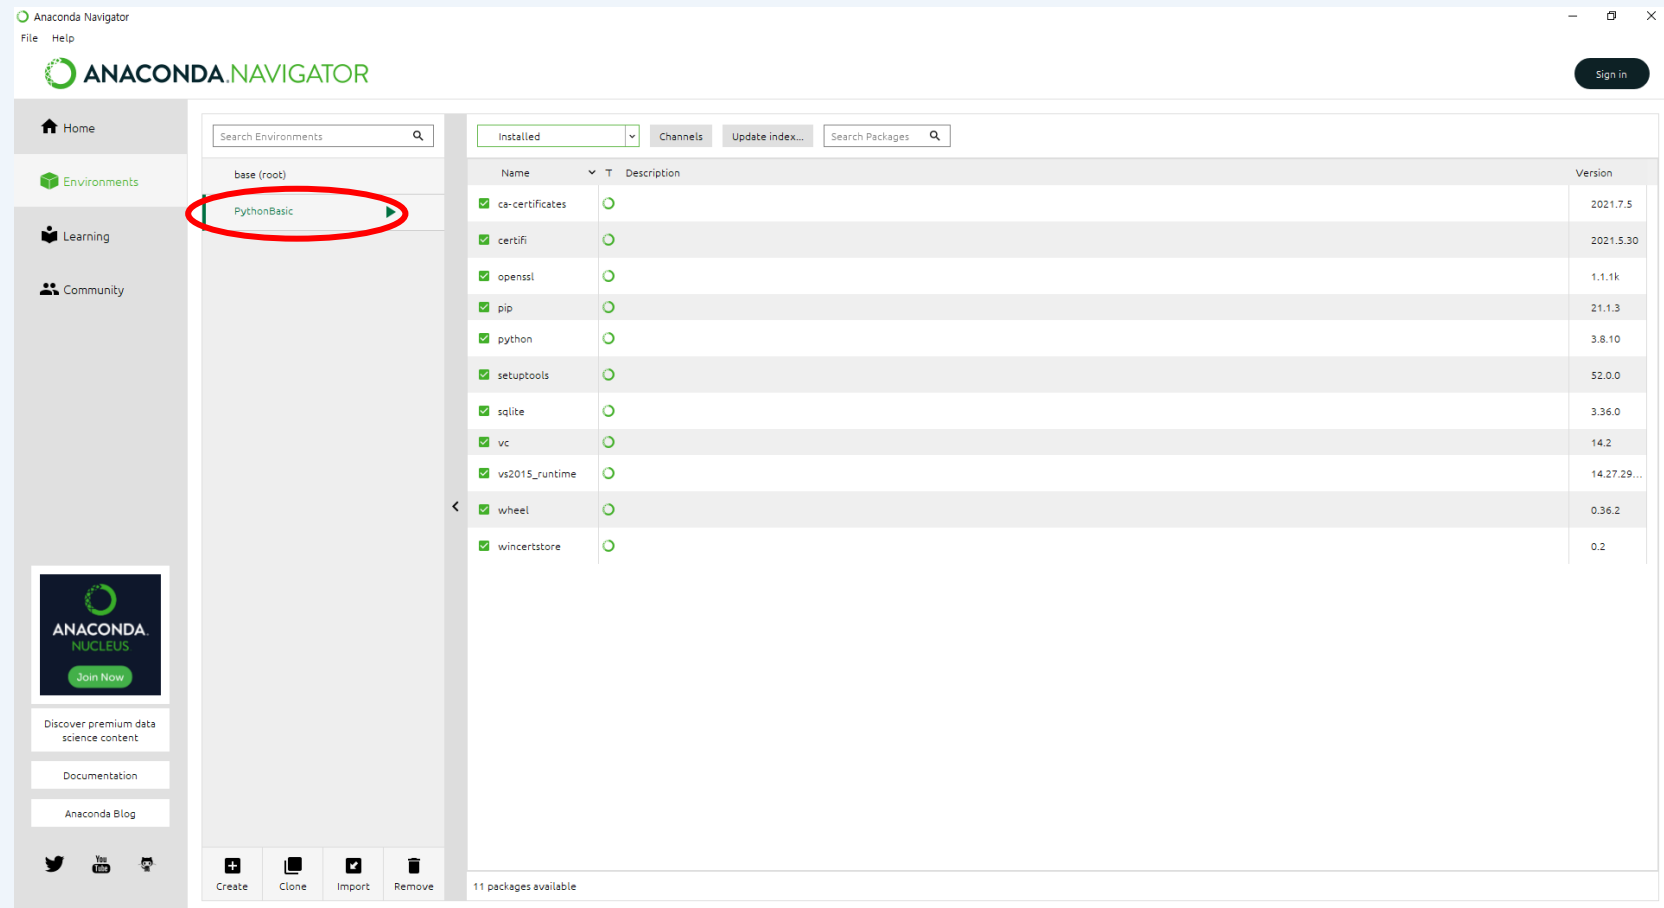 Anaconda Navigator
File Help
ANACONDA.NAVIGATOR
Sign in
Home
Environments
Learning
Community
ANACONDA.
NUCLEUS
Join Now
Discover premium data
science content
Documentation
Anaconda Blog
You
Tube
Search Environments
base (root)
PythonBasic
Create Clone Import Remove
Installed Channels Update index... Search Packages
Name T Description Version
ca-certificates 2021.7.5
certifi 2021.5.30
openssl 1.1.1k
pip 21.1.3
python 3.8.10
setuptools 52.0.0
sqlite 3.36.0
vc 14.2
vs2015_runtime 14.27.29...
wheel 0.36.2
wincertstore 0.2
11 packages available